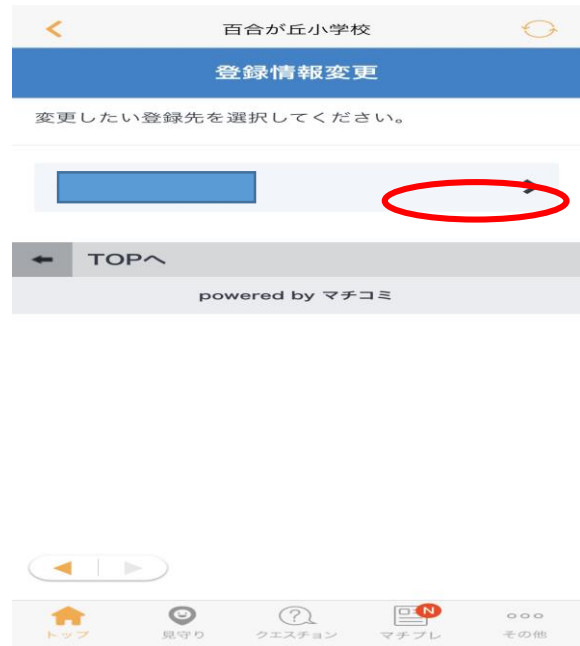 百合が丘小学校
登録情報変更
変更したい登録先を選択してください。
TOPへ
powered by マチコミ
N
トップ
見守り
クエスチョン
マチプレ
その他